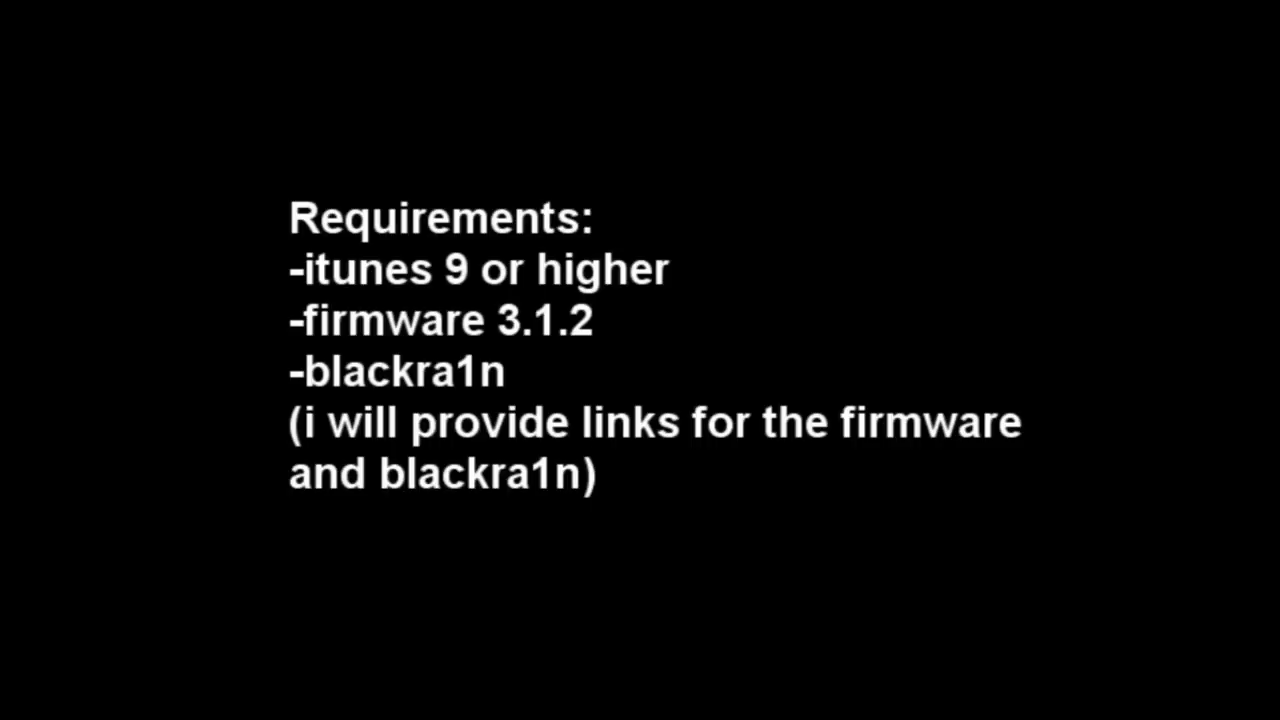 Requirements:
-itunes 9 or higher
-firmware 3.1.2
-blackra1n
(i will provide links for the firmware
and blackra1n)